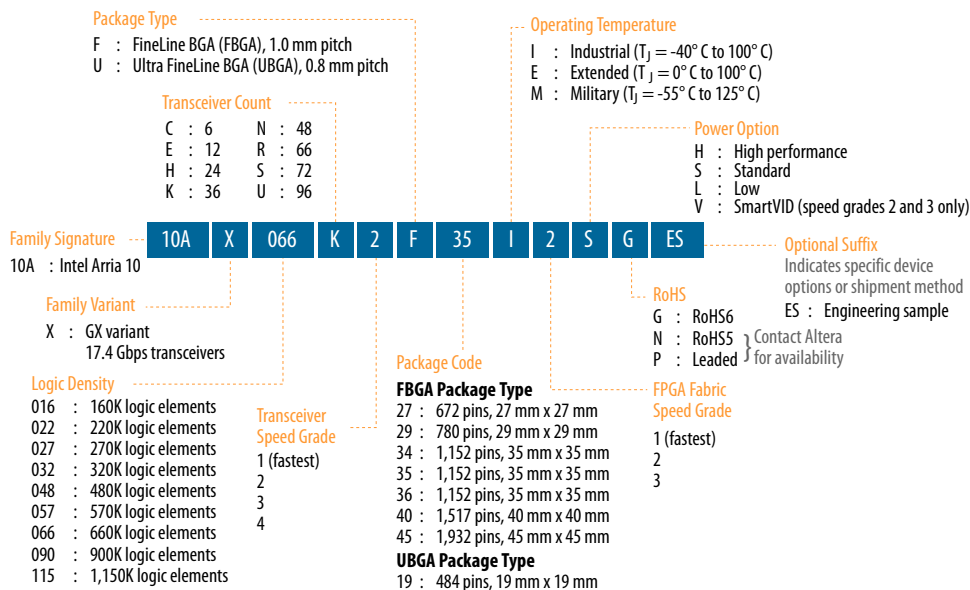 Package Type
F : FineLine BGA (FBGA), 1.0 mm pitch
U : Ultra FineLine BGA (UBGA), 0.8 mm pitch
Operating Temperature
I : Industrial (TJ = -40° C to 100° C)
E : Extended (T J = 0° C to 100° C)
M : Military (TJ = -55° C to 125° C)
Transceiver Count
C : 6 N : 48
E : 12 R : 66
H : 24 S : 72
K : 36 U : 96
Power Option
H : High performance
S : Standard
L : Low
V : SmartVID (speed grades 2 and 3 only)
Family Signature
10A : Intel Arria 10
10A X 066 K 2 F 35 I 2 S G ES
Optional Suffix
Indicates specific device
options or shipment method
ES : Engineering sample
Family Variant
X : GX variant
17.4 Gbps transceivers
RoHS
G : RoHS6
N : RoHS5
P : Leaded
} Contact Altera
for availability
Logic Density
016 : 160K logic elements
022 : 220K logic elements
027 : 270K logic elements
032 : 320K logic elements
048 : 480K logic elements
057 : 570K logic elements
066 : 660K logic elements
090 : 900K logic elements
115 : 1,150K logic elements
Transceiver
Speed Grade
1 (fastest)
2
3
4
Package Code
FBGA Package Type
27 : 672 pins, 27 mm x 27 mm
29 : 780 pins, 29 mm x 29 mm
34 : 1,152 pins, 35 mm x 35 mm
35 : 1,152 pins, 35 mm x 35 mm
36 : 1,152 pins, 35 mm x 35 mm
40 : 1,517 pins, 40 mm x 40 mm
45 : 1,932 pins, 45 mm x 45 mm
UBGA Package Type
19 : 484 pins, 19 mm x 19 mm
FPGA Fabric
Speed Grade
1 (fastest)
2
3